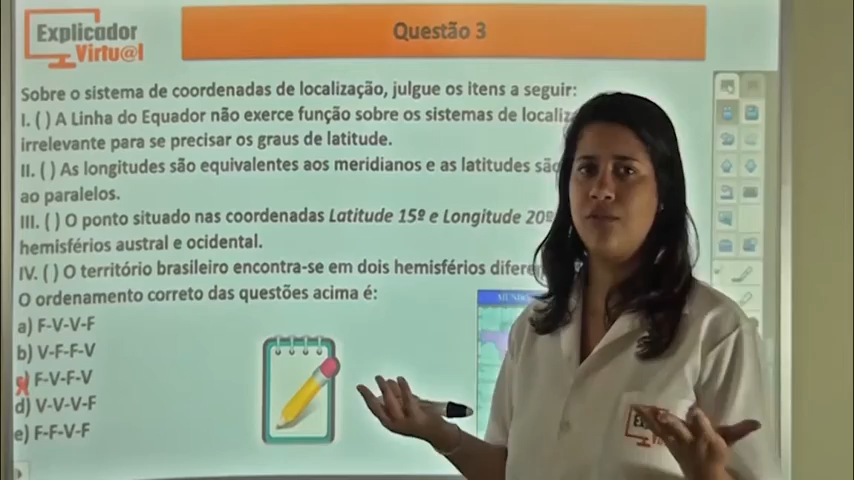 Explicador
Virtu@l
Questão 3
Sobre o sistema de coordenadas de localização, julgue os itens a seguir:
I. ( ) A Linha do Equador não exerce função sobre os sistemas de
irrelevante para se precisar os graus de latitude.
II. ( ) As longitudes são equivalentes aos meridianos e as latitudes são
ao paralelos.
III. ( ) O ponto situado nas coordenadas Latitude 15º e Longitude 20º
hemisférios austral e ocidental.
IV. ( ) O território brasileiro encontra-se em dois hemisférios
O ordenamento correto das questões acima é:
a) F-V-V-F
b) V-F-F-V
c) F-V-F-V
d) V-V-V-F
e) F-F-V-F